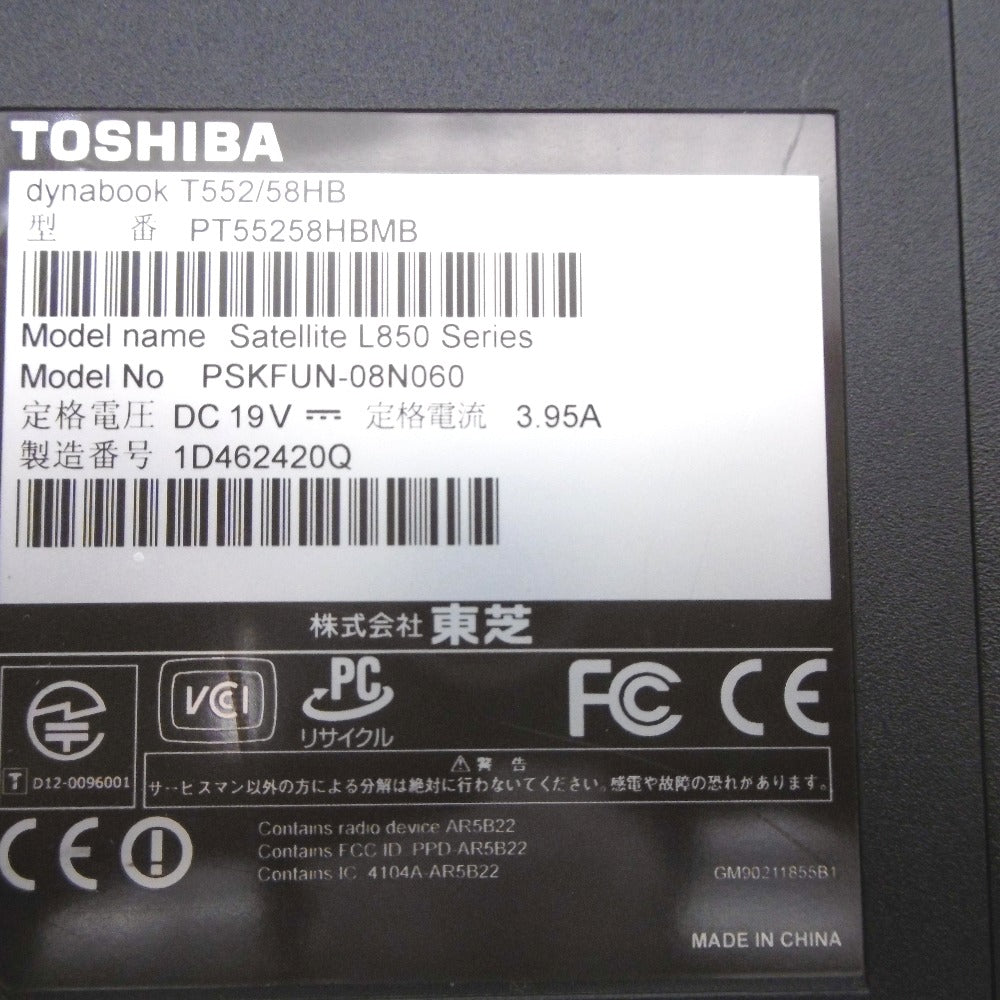 TOSHIBA
dynabook T552/58HB
型 番 PT55258HBMB
Model name Satellite L850 Series
Model No PSKFUN-08N060
定格電圧 DC 19V 定格電流 3.95A
製造番号 1D462420Q
株式会社 東芝
VCCI
PC
リサイクル
FC CE
T D12-0096001
⚠ 警 告
サービスマン以外の方による分解は絶対に行わないでください。感電や故障の恐れがあります。
CE !
Contains radio device AR5B22
Contains FCC ID PPD-AR5B22
Contains IC 4104A-AR5B22
GM90211855B1
MADE IN CHINA